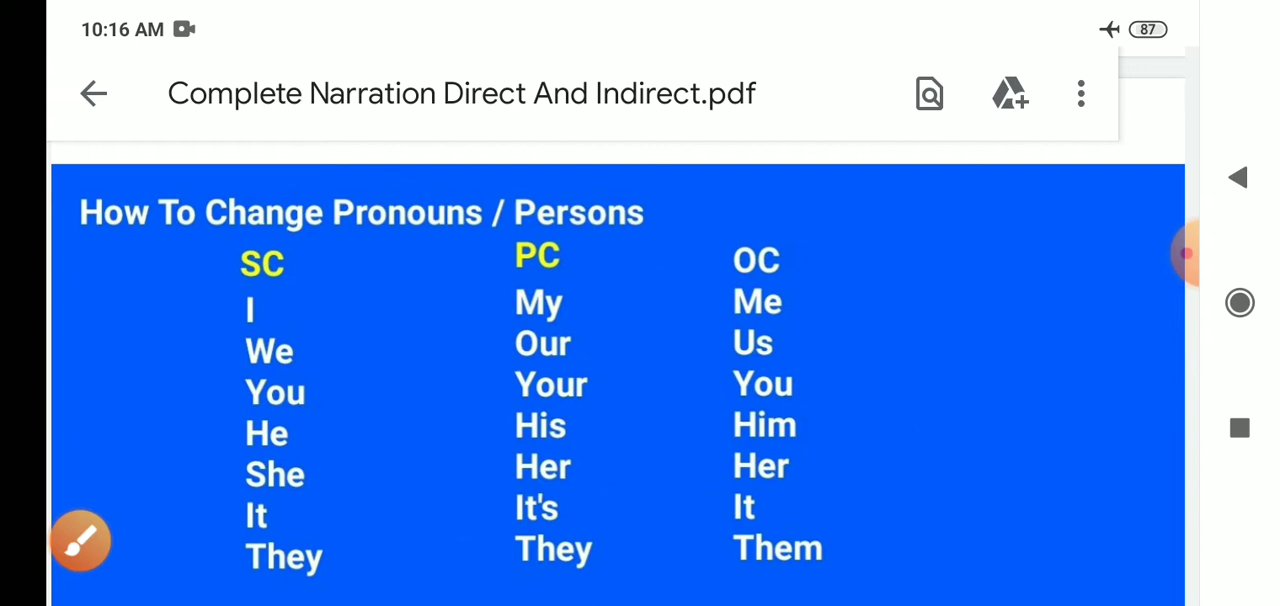 10:16 AM 87
Complete Narration Direct And Indirect.pdf
How To Change Pronouns / Persons
SC PC OC
I My Me
We Our Us
You Your You
He His Him
She Her Her
It It's It
They They Them